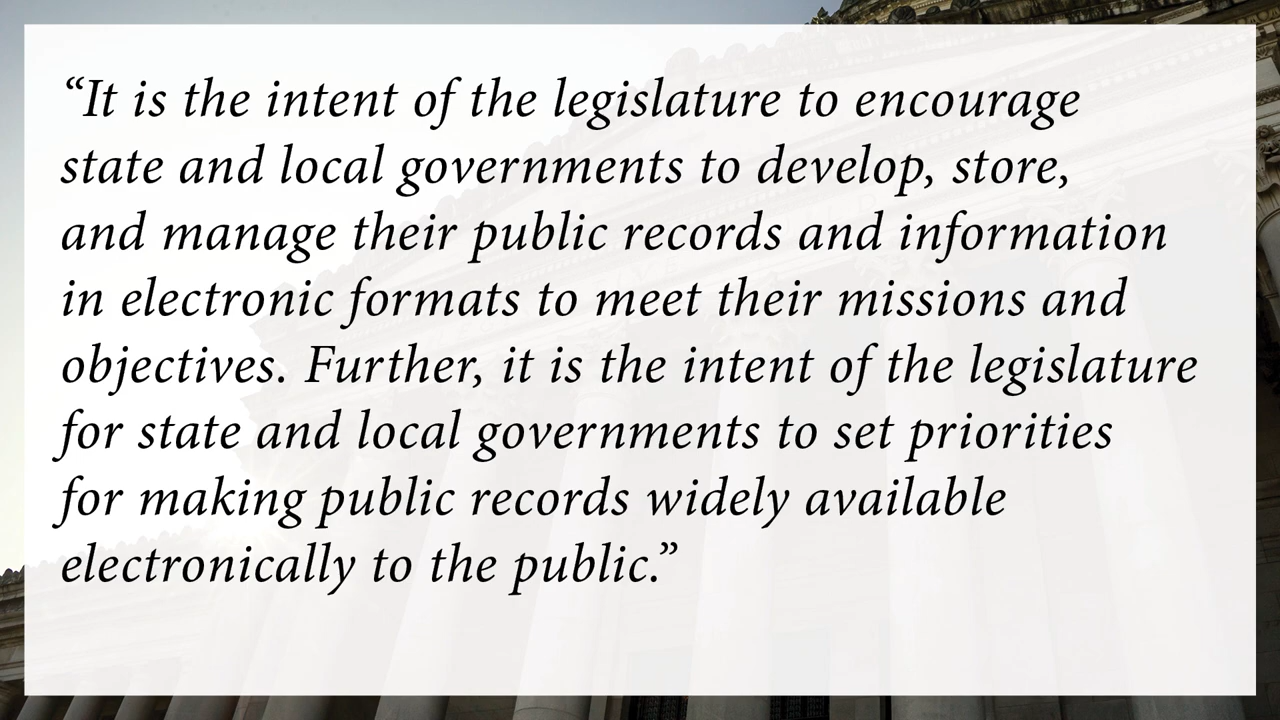 “It is the intent of the legislature to encourage
state and local governments to develop, store,
and manage their public records and information
in electronic formats to meet their missions and
objectives. Further, it is the intent of the legislature
for state and local governments to set priorities
for making public records widely available
electronically to the public.”